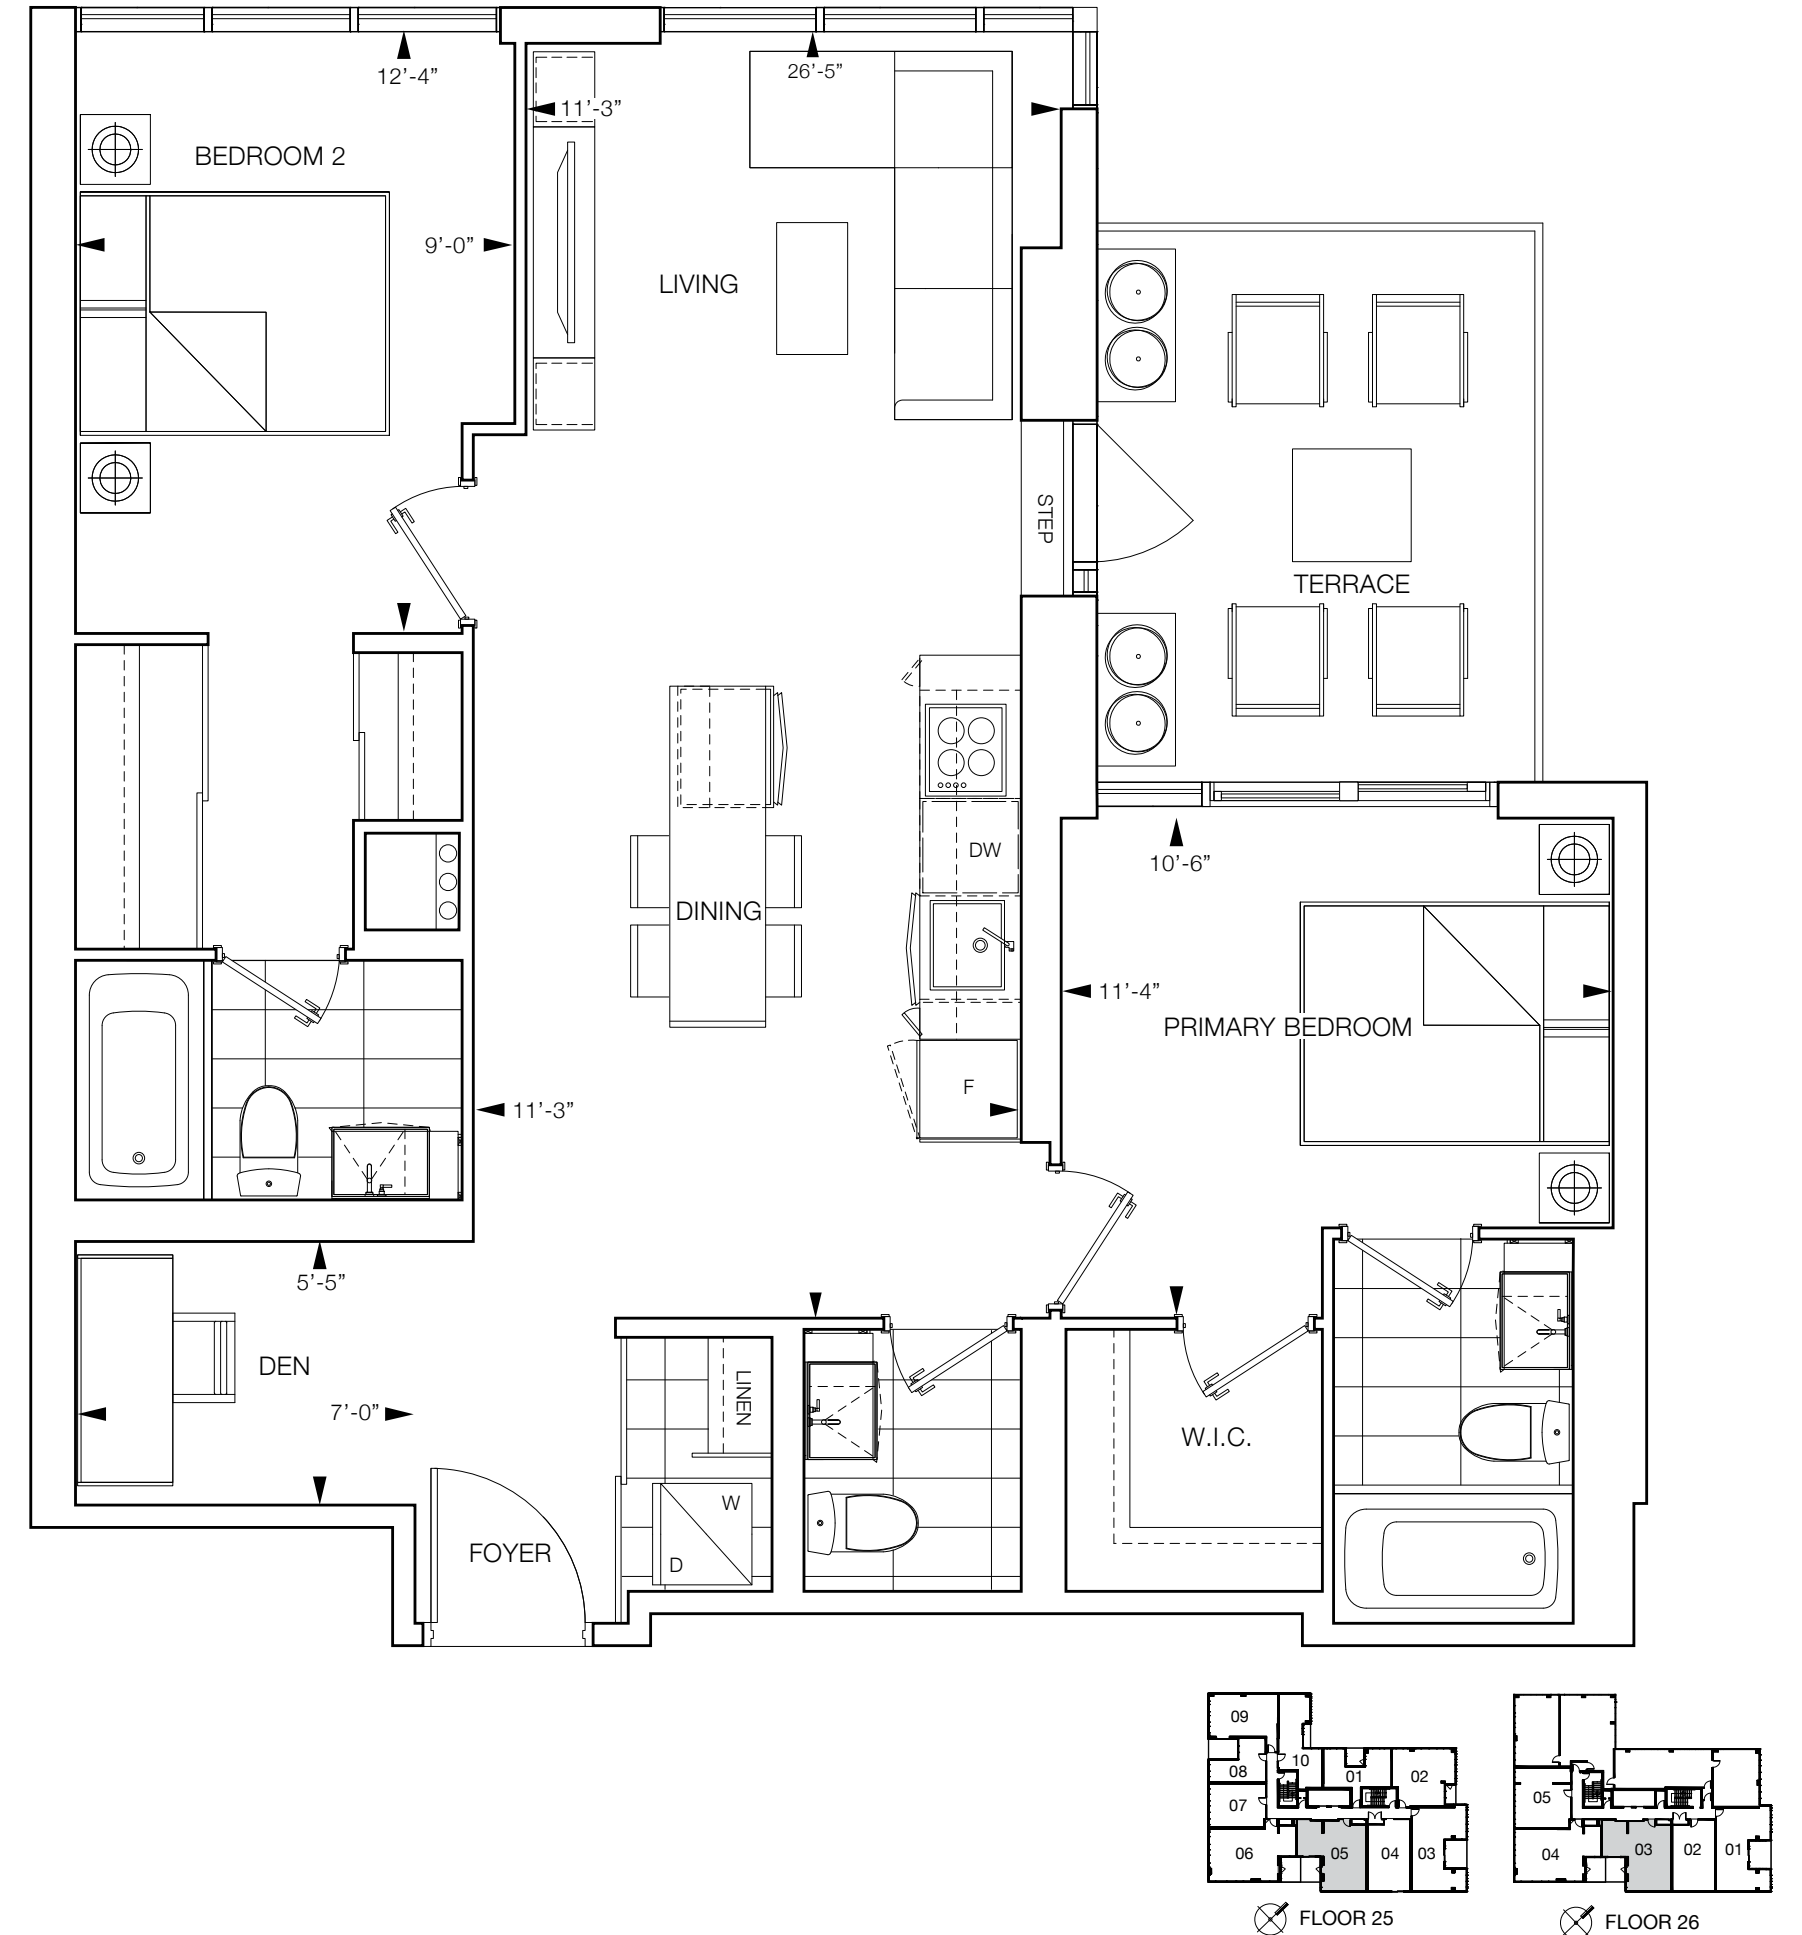 12’-4”
26’-5”
11’-3”
BEDROOM 2
9’-0”
LIVING
STEP
TERRACE
DW
10’-6”
DINING
11’-4”
PRIMARY BEDROOM
F
11’-3”
5’-5”
DEN
LINEN
7’-0”
W.I.C.
W
FOYER
D
09
10
08
01
02
07
06
05
04
03
FLOOR 25
05
04
03
02
01
FLOOR 26